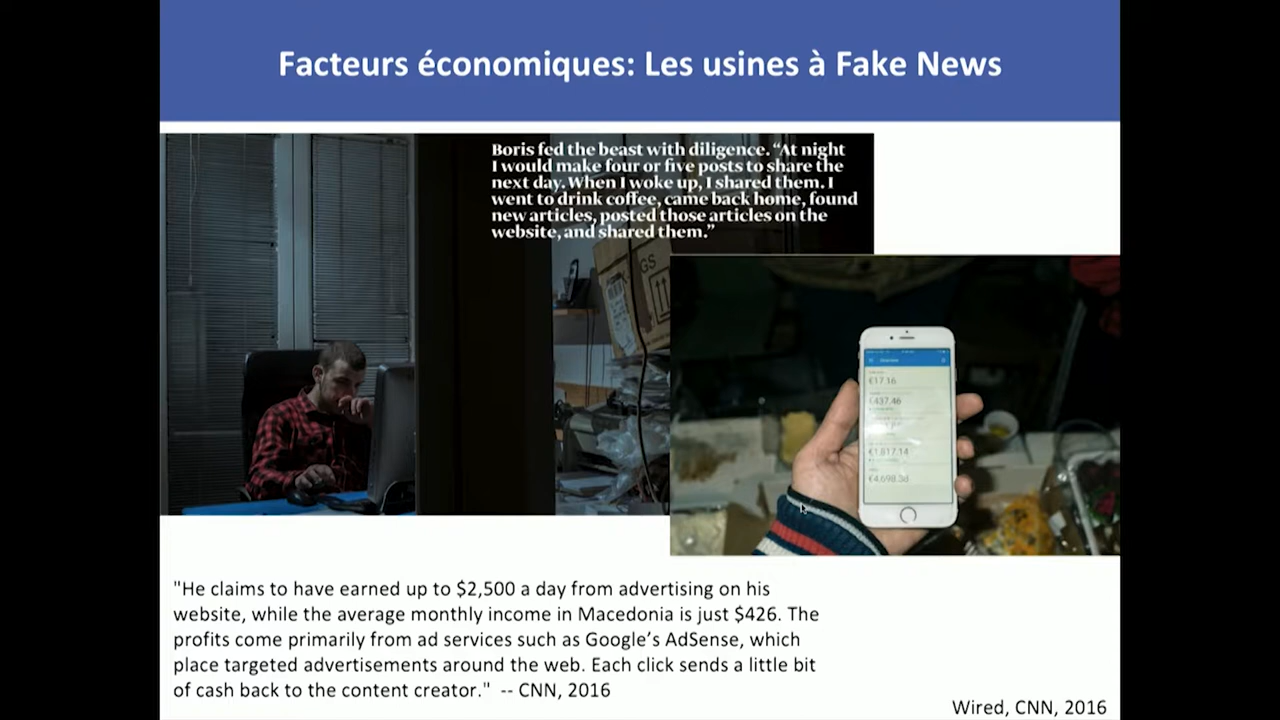 Facteurs économiques: Les usines à Fake News
Boris fed the beast with diligence. “At night
I would make four or five posts to share the
next day. When I woke up, I shared them. I
went to drink coffee, came back home, found
new articles, posted those articles on the
website, and shared them.”
GS
€17.16
€437.46
€1,817.14
"He claims to have earned up to $2,500 a day from advertising on his
website, while the average monthly income in Macedonia is just $426. The
profits come primarily from ad services such as Google’s AdSense, which
place targeted advertisements around the web. Each click sends a little bit
of cash back to the content creator."  -- CNN, 2016
Wired, CNN, 2016